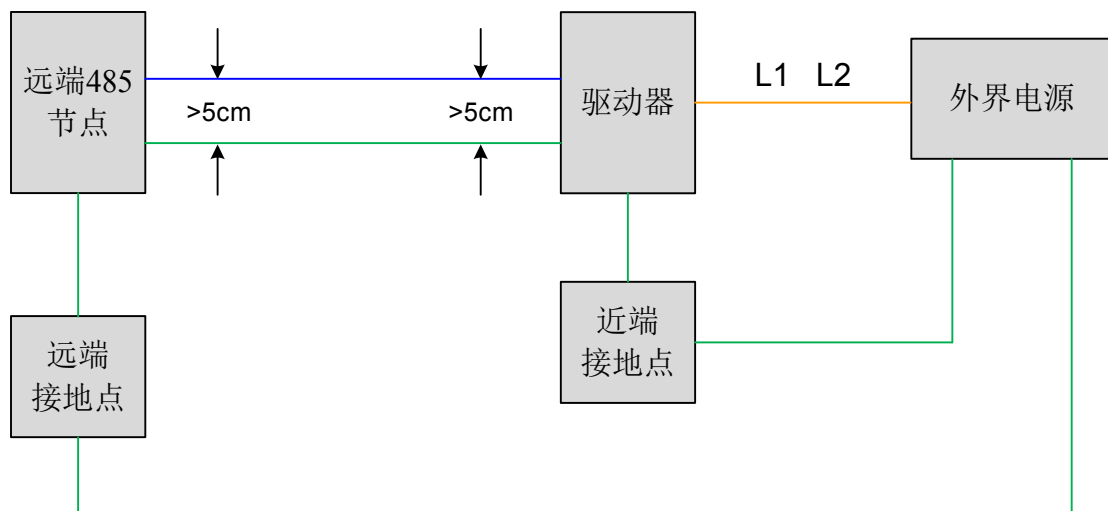 远端485
节点
>5cm
>5cm
驱动器
L1 L2
外界电源
远端
接地点
近端
接地点